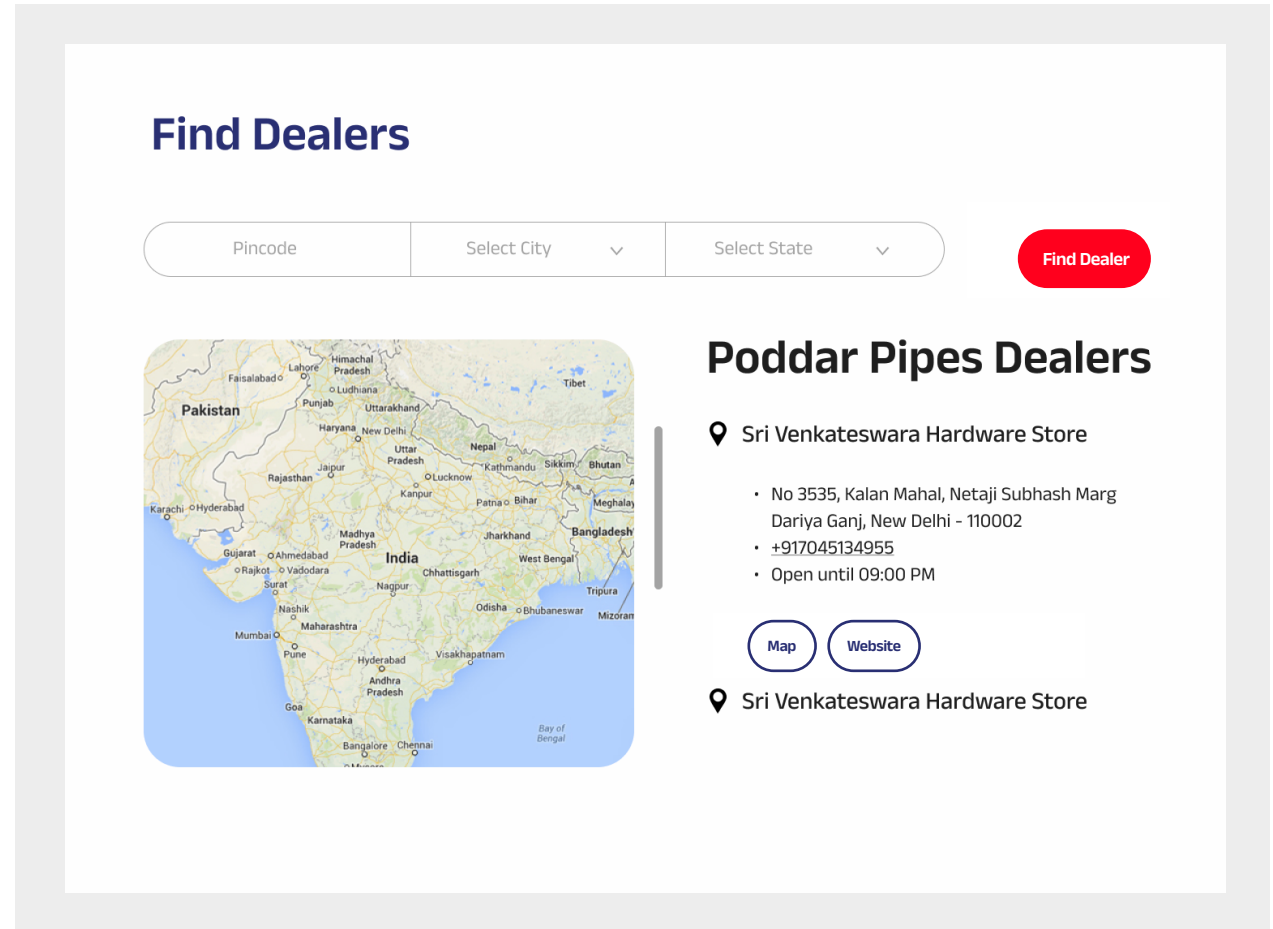 Find Dealers
Pincode
Select City
Select State
Find Dealer
Himachal
Pradesh
Lahore
Faisalabad
Ludhiana
Tibet
Punjab
Uttarakhand
Pakistan
Haryana
New Delhi
Uttar
Pradesh
Nepal
Kathmandu
Sikkim
Bhutan
Jaipur
Rajasthan
Lucknow
Kanpur
Patna
Bihar
Meghalay
Karachi
Hyderabad
Madhya
Pradesh
Jharkhand
Bangladesh
Gujarat
Ahmedabad
India
West Bengal
Rajkot
Vadodara
Chhattisgarh
Surat
Nagpur
Tripura
Nashik
Odisha
Bhubaneswar
Mizoram
Maharashtra
Mumbai
Pune
Hyderabad
Visakhapatnam
Andhra
Pradesh
Goa
Karnataka
Bay of
Bengal
Bangalore
Chennai
Poddar Pipes Dealers
Sri Venkateswara Hardware Store
• No 3535, Kalan Mahal, Netaji Subhash Marg
Dariya Ganj, New Delhi - 110002
• +917045134955
• Open until 09:00 PM
Map
Website
Sri Venkateswara Hardware Store